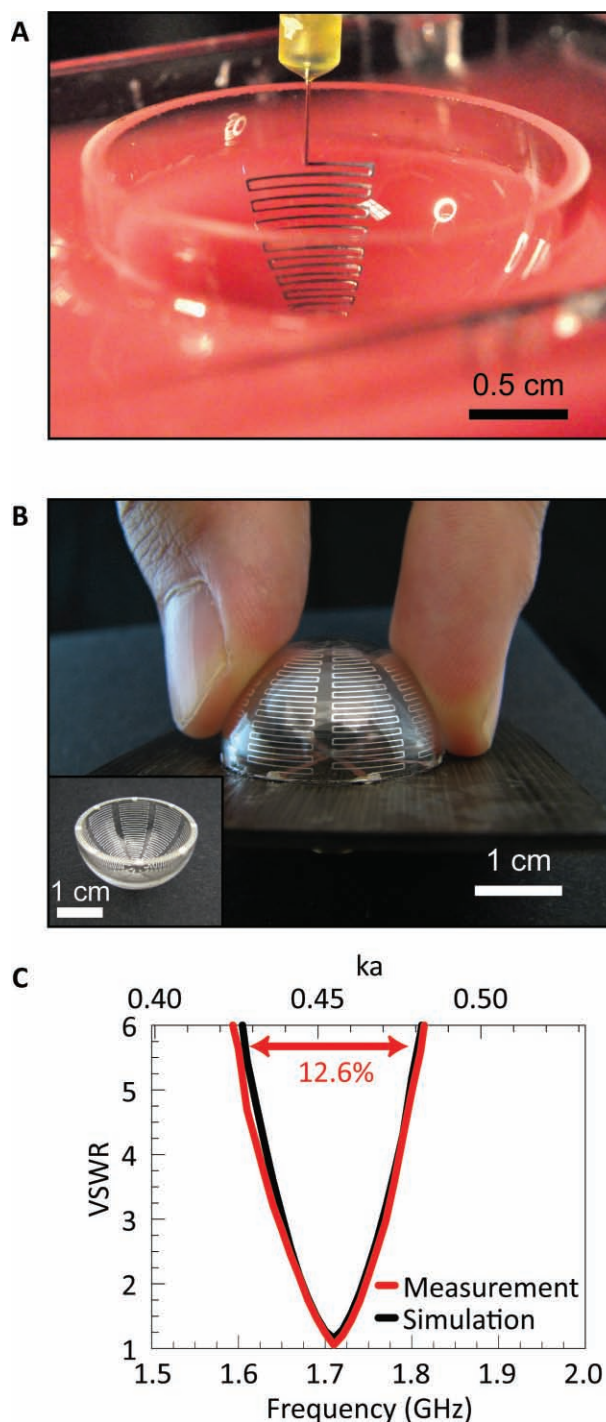 A
0.5 cm
B
1 cm
1 cm
C
ka
0.40 0.45 0.50
6
12.6%
5
4
VSWR
3
2
Measurement
Simulation
1
1.5 1.6 1.7 1.8 1.9 2.0
Frequency (GHz)